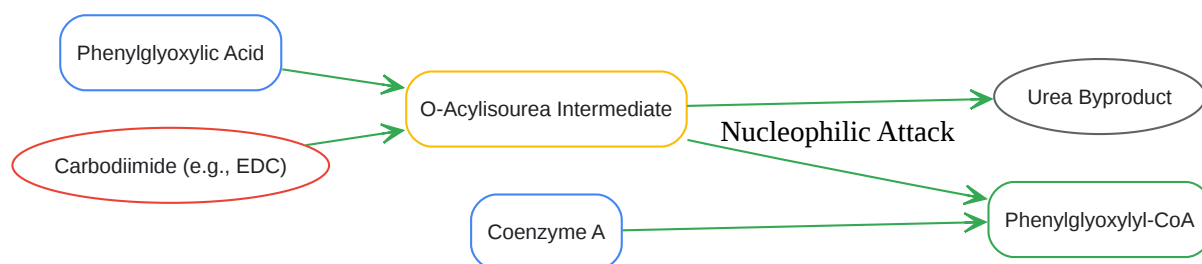 Phenylglyoxylic Acid
Carbodiimide (e.g., EDC)
O-Acylisourea Intermediate
Nucleophilic Attack
Urea Byproduct
Coenzyme A
Phenylglyoxylyl-CoA